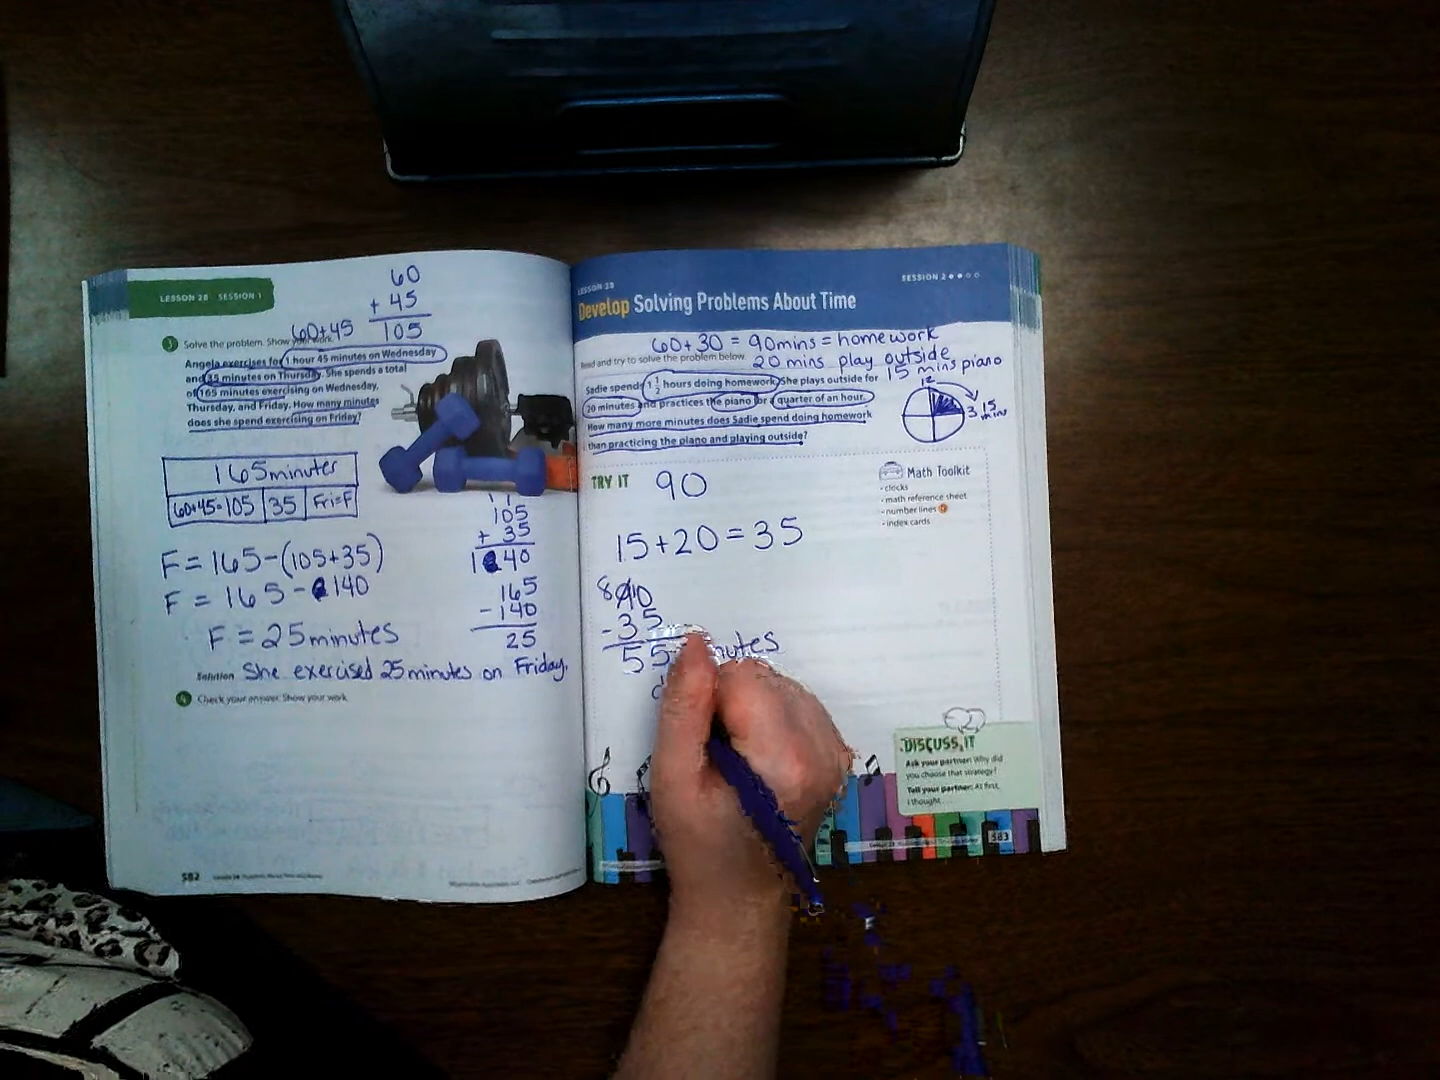 LESSON 28 SESSION 1
60
+ 45
105
60+45
3 Solve the problem. Show your work.
Angela exercises for 1 hour 45 minutes on Wednesday
and 35 minutes on Thursday. She spends a total
of 165 minutes exercising on Wednesday,
Thursday, and Friday. How many minutes
does she spend exercising on Friday?
165 minutes
60+45=105 35 Fri=F
F = 165-(105+35)
F = 165-140
F = 25 minutes
1 1
105
+ 35
140
165
-140
25
Solution She exercised 25 minutes on Friday.
4 Check your answer. Show your work.
582
LESSON 28
SESSION 2
Develop Solving Problems About Time
60+30 = 90mins = homework
Read and try to solve the problem below.
20 mins play outside
15 mins piano
Sadie spends 1 1/2 hours doing homework. She plays outside for
20 minutes and practices the piano for a quarter of an hour.
How many more minutes does Sadie spend doing homework
than practicing the piano and playing outside?
12
3 15
mins
TRY IT
90
15+20=35
8 9 10
-35
55
nutes
Math Toolkit
• clocks
• math reference sheet
• number lines
• index cards
DISCUSS IT
Ask your partner: Why did
you choose that strategy?
Tell your partner: At first,
I thought . . .
583